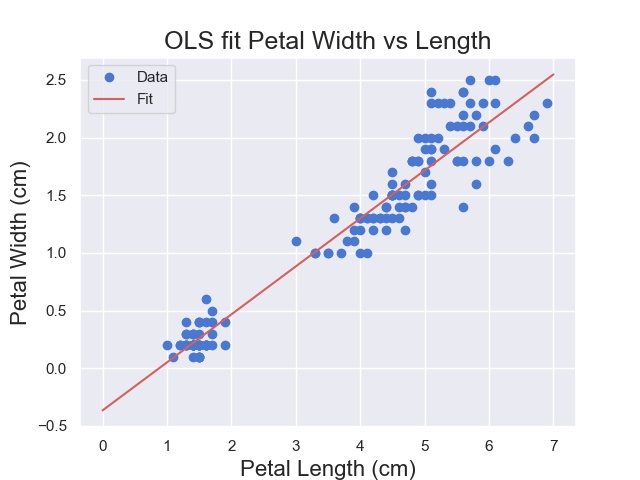 OLS fit Petal Width vs Length
Data
Fit
2.5
2.0
1.5
1.0
0.5
0.0
−0.5
Petal Width (cm)
0 1 2 3 4 5 6 7
Petal Length (cm)